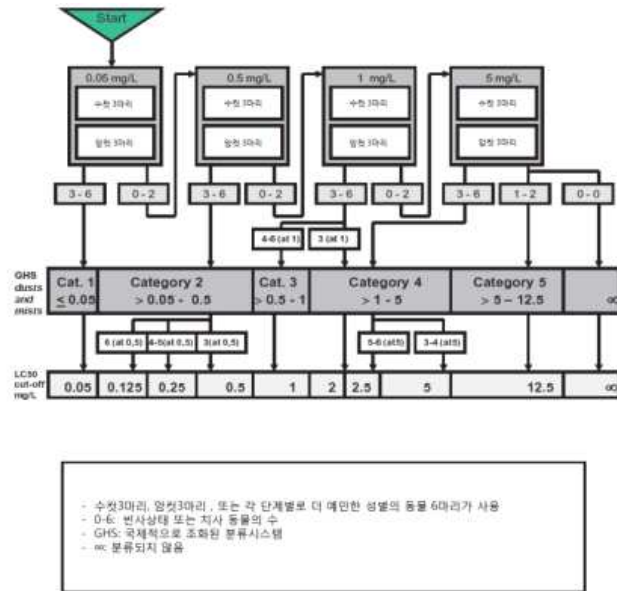 Start
0.05 mg/L
0.5 mg/L
1 mg/L
5 mg/L
수컷 3마리
수컷 3마리
수컷 3마리
수컷 3마리
암컷 3마리
암컷 3마리
암컷 3마리
암컷 3마리
3 - 6
0 - 2
3 - 6
0 - 2
3 - 6
0 - 2
3 - 6
1 - 2
0 - 0
4-6 (at 1)
3 (at 1)
GHS
dusts
and
mists
Cat. 1
≤ 0.05
Category 2
> 0.05 - 0.5
Cat. 3
> 0.5 - 1
Category 4
> 1 - 5
Category 5
> 5 – 12.5
∞
6 (at 0,5)
4-5(at 0,5)
3(at 0,5)
5-6 (at5)
3-4 (at5)
LC50
cut-off
mg/L
0.05
0.125
0.25
0.5
1
2
2.5
5
12.5
∞
- 수컷3마리, 암컷3마리 , 또는 각 단계별로 더 예민한 성별의 동물 6마리가 사용
- 0-6: 빈사상태 또는 치사 동물의 수
- GHS: 국제적으로 조화된 분류시스템
- ∞: 분류되지 않음